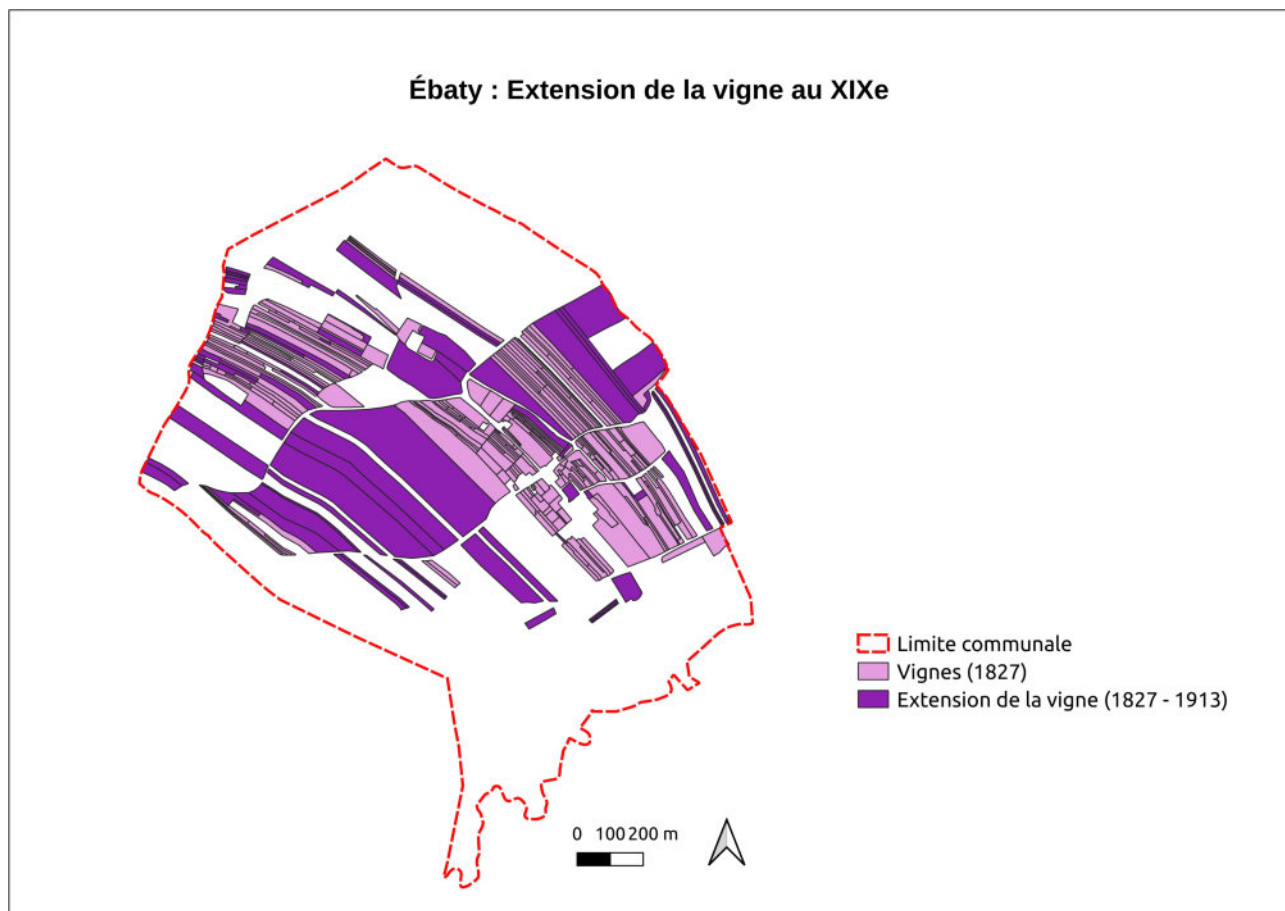 Ébaty : Extension de la vigne au XIXe
Limite communale
Vignes (1827)
Extension de la vigne (1827 - 1913)
0 100 200 m